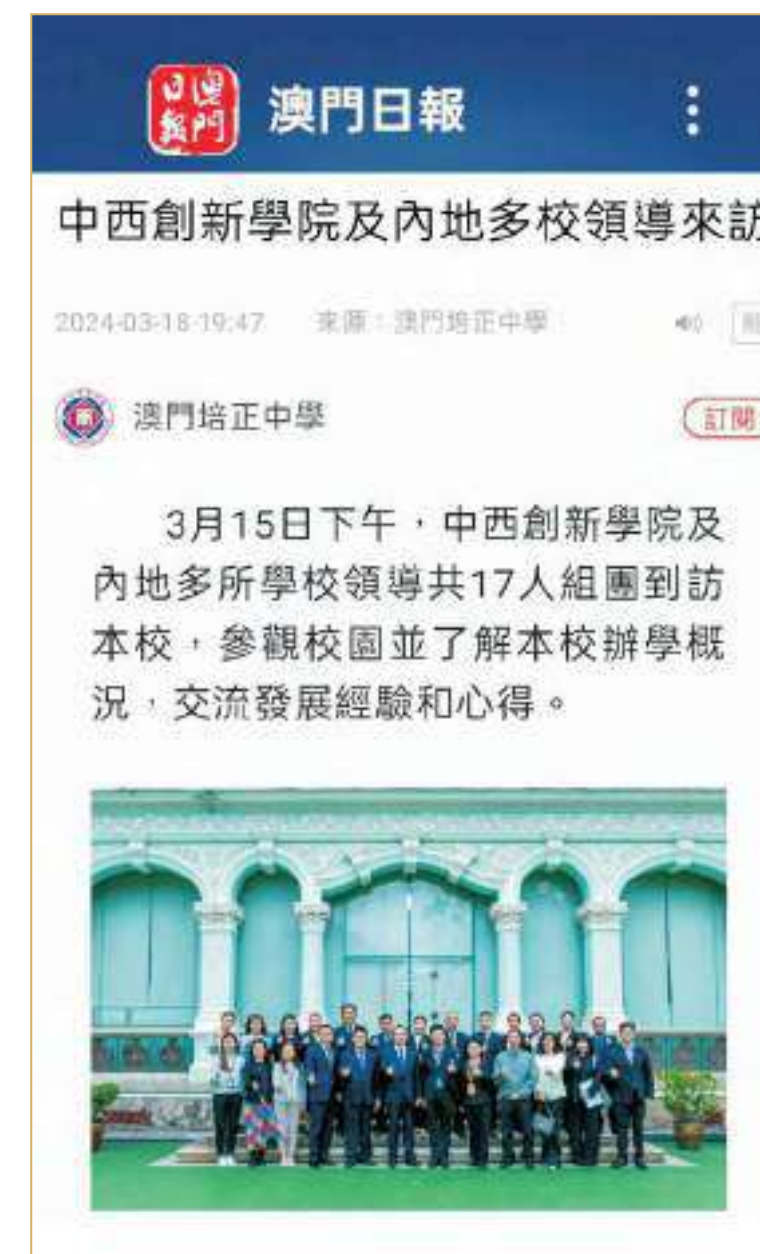 澳門日報
澳門日報
中西創新學院及內地多校領導來訪
2024-03-18 19:47 來源：澳門培正中學
澳門培正中學
訂閱
3月15日下午，中西創新學院及
內地多所學校領導共17人組團到訪
本校，參觀校園並了解本校辦學概
況，交流發展經驗和心得。